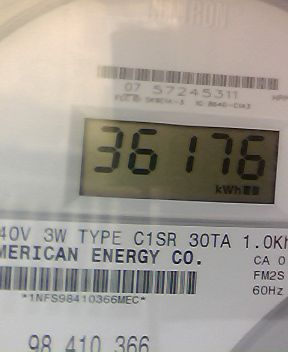 07 57245311
36176
kWh
40V 3W TYPE C1SR 30TA 1.0Kh
MERICAN ENERGY CO.
CA 0
FM2S
60Hz
*1NFS98410366MEC*
98 410 366